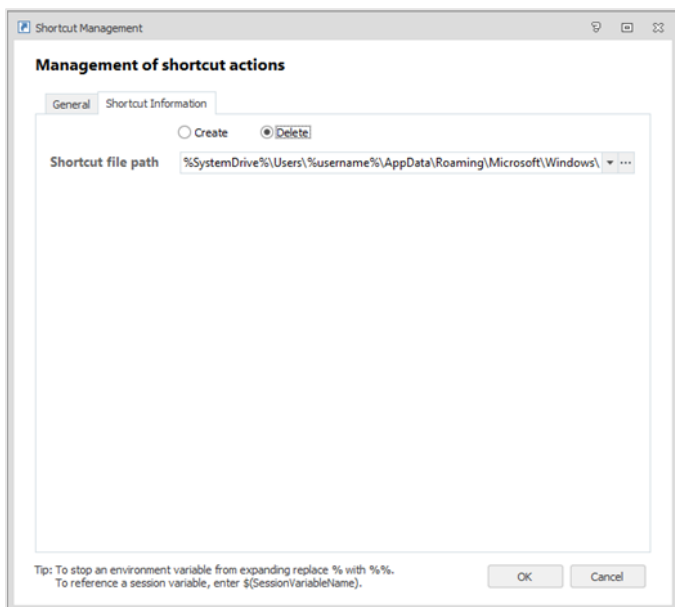 Shortcut Management
Management of shortcut actions
General Shortcut Information
Create Delete
Shortcut file path %SystemDrive%\Users\%username%\AppData\Roaming\Microsoft\Windows\
Tip: To stop an environment variable from expanding replace % with %%.
To reference a session variable, enter $(SessionVariableName).
OK Cancel